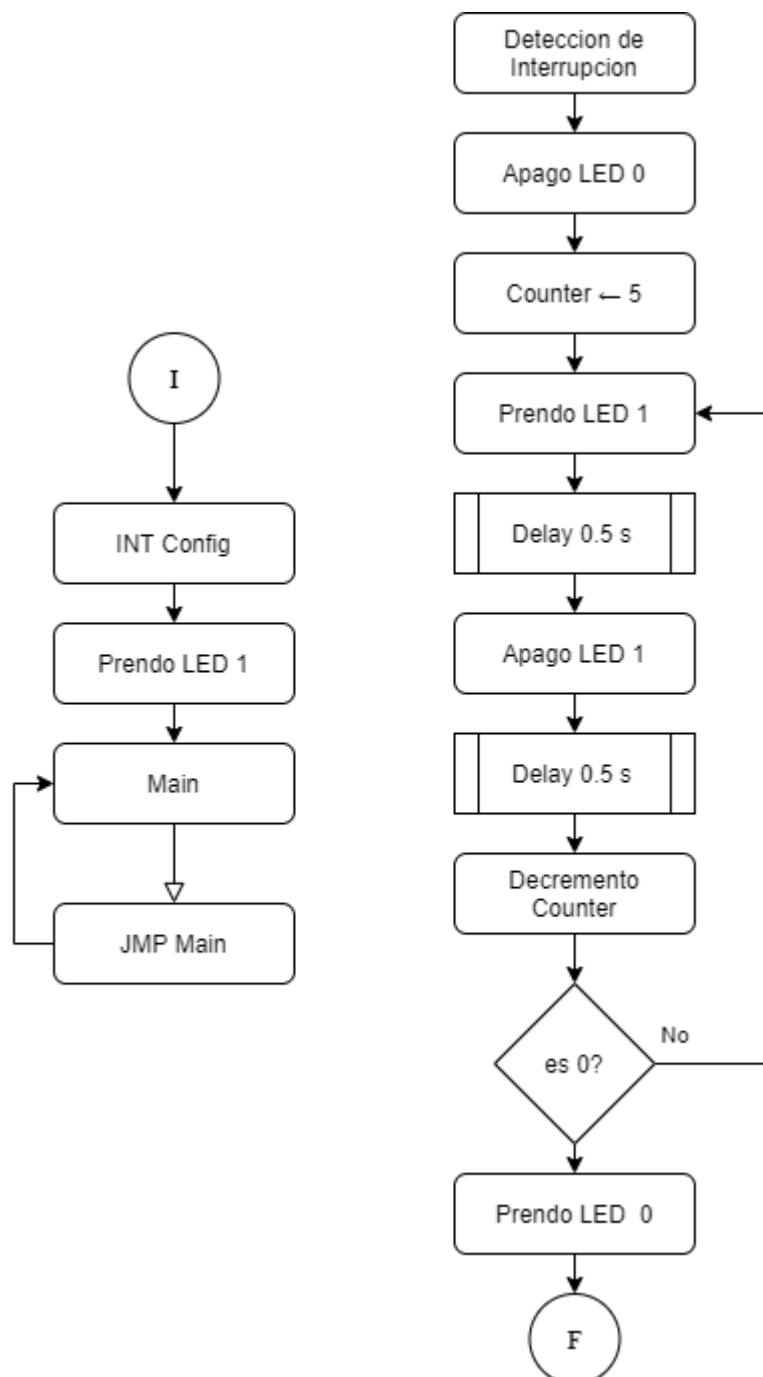 I
INT Config
Prendo LED 1
Main
JMP Main
Deteccion de
Interrupcion
Apago LED 0
Counter ← 5
Prendo LED 1
Delay 0.5 s
Apago LED 1
Delay 0.5 s
Decremento
Counter
es 0?
No
Prendo LED 0
F